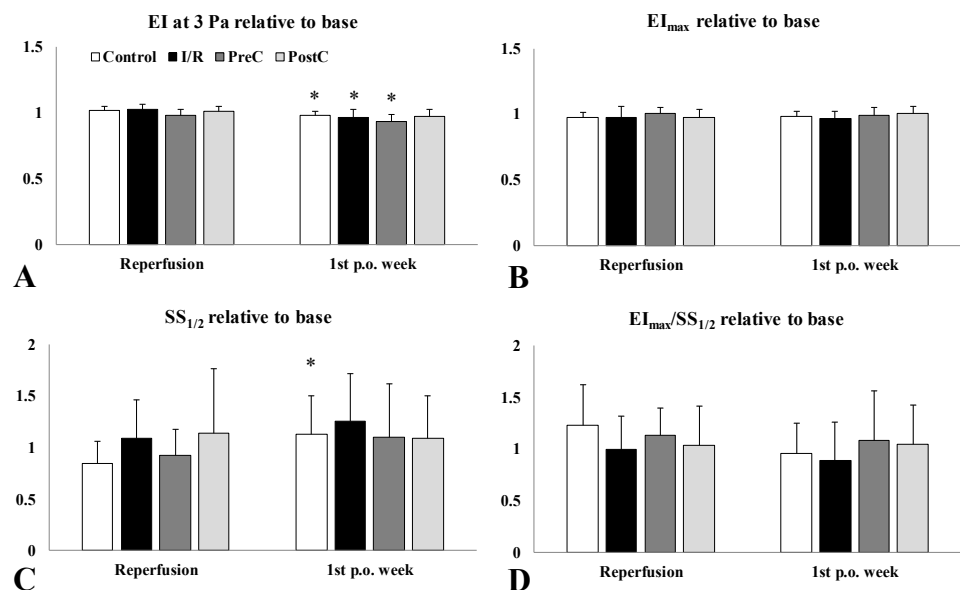 EI at 3 Pa relative to base
1.5
Control I/R PreC PostC
1
* * *
0.5
0
Reperfusion 1st p.o. week
A
EImax relative to base
1.5
1
0.5
0
Reperfusion 1st p.o. week
B
SS1/2 relative to base
2
*
1.5
1
0.5
0
Reperfusion 1st p.o. week
C
EImax/SS1/2 relative to base
2
1.5
1
0.5
0
Reperfusion 1st p.o. week
D